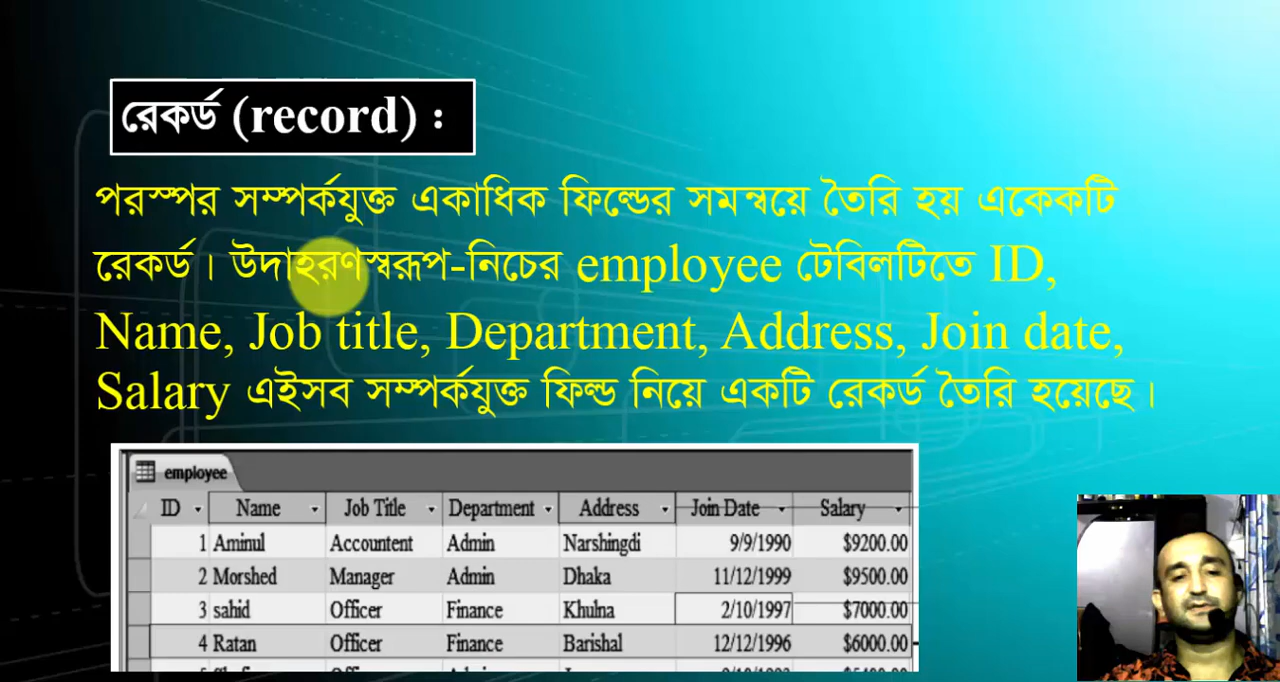 রেকর্ড (record) :
পরস্পর সম্পর্কযুক্ত একাধিক ফিল্ডের সমন্বয়ে তৈরি হয় একেকটি
রেকর্ড। উদাহরণস্বরূপ-নিচের employee টেবিলটিতে ID,
Name, Job title, Department, Address, Join date,
Salary এইসব সম্পর্কযুক্ত ফিল্ড নিয়ে একটি রেকর্ড তৈরি হয়েছে।
employee
ID Name Job Title Department Address Join Date Salary
1 Aminul Accountent Admin Narshingdi 9/9/1990 $9200.00
2 Morshed Manager Admin Dhaka 11/12/1999 $9500.00
3 sahid Officer Finance Khulna 2/10/1997 $7000.00
4 Ratan Officer Finance Barishal 12/12/1996 $6000.00